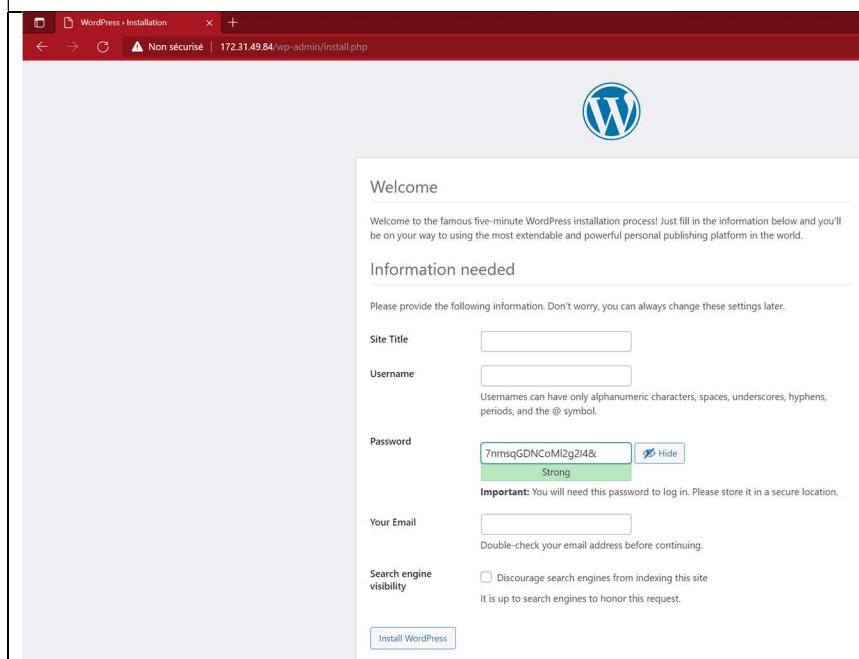 WordPress › Installation
Non sécurisé | 172.31.49.84/wp-admin/install.php
Welcome
Welcome to the famous five-minute WordPress installation process! Just fill in the information below and you'll
be on your way to using the most extendable and powerful personal publishing platform in the world.
Information needed
Please provide the following information. Don't worry, you can always change these settings later.
Site Title
Username
Usernames can have only alphanumeric characters, spaces, underscores, hyphens,
periods, and the @ symbol.
Password
Hide
Strong
Important: You will need this password to log in. Please store it in a secure location.
Your Email
Double-check your email address before continuing.
Search engine
visibility
Discourage search engines from indexing this site
It is up to search engines to honor this request.
Install WordPress